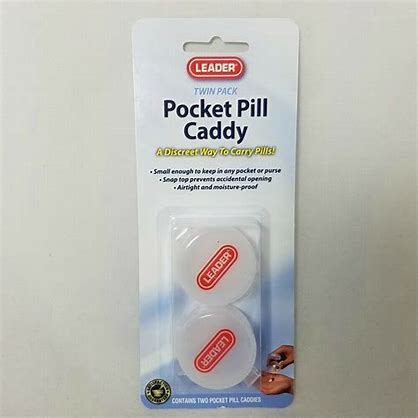 LEADER®
TWIN PACK
Pocket Pill
Caddy
A Discreet Way To Carry Pills!
• Small enough to keep in any pocket or purse
• Snap top prevents accidental opening
• Airtight and moisture-proof
LEADER
LEADER
CONTAINS TWO POCKET PILL CADDIES